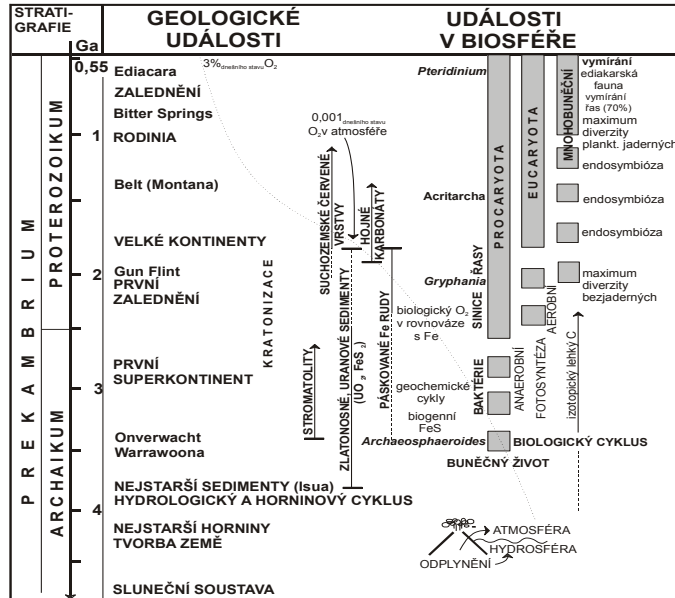 STRATI-
GRAFIE
Ga
GEOLOGICKÉ
UDÁLOSTI
UDÁLOSTI
V BIOSFÉŘE
0,55
1
2
3
4
PREKAMBRIUM
PROTEROZOIKUM
ARCHAIKUM
Ediacara
ZALEDNĚNÍ
Bitter Springs
RODINIA
Belt (Montana)
VELKÉ KONTINENTY
Gun Flint
PRVNÍ
ZALEDNĚNÍ
PRVNÍ
SUPERKONTINENT
Onverwacht
Warrawoona
NEJSTARŠÍ SEDIMENTY (Isua)
HYDROLOGICKÝ A HORNINOVÝ CYKLUS
NEJSTARŠÍ HORNINY
TVORBA ZEMĚ
SLUNEČNÍ SOUSTAVA
3% dnešního stavu O2
0,001 dnešního stavu
O2 v atmosféře
KRATONIZACE
STROMATOLITY
SUCHOZEMSKÉ ČERVENÉ
VRSTVY
ZLATONOSNÉ, URANOVÉ SEDIMENTY
(UO2, FeS2)
HOJNÉ
KARBONÁTY
PÁSKOVANÉ Fe RUDY
Pteridinium
Acritarcha
Gryphania
biologický O2
v rovnováze
s Fe
geochemické
cykly
biogenní
FeS
Archaeosphaeroides
BIOLOGICKÝ CYKLUS
BUNĚČNÝ ŽIVOT
PROCARYOTA
SINICE ŘASY
BAKTÉRIE
EUCARYOTA
ANAEROBNÍ
FOTOSYNTÉZA
AEROBNÍ
MNOHOBUNĚČNÍ
vymírání
ediakarská
fauna
vymírání
řas (70%)
maximum
diverzity
plankt. jaderných
endosymbióza
endosymbióza
endosymbióza
maximum
diverzity
bezjaderných
izotopický lehký C
ATMOSFÉRA
HYDROSFÉRA
ODPLYNĚNÍ